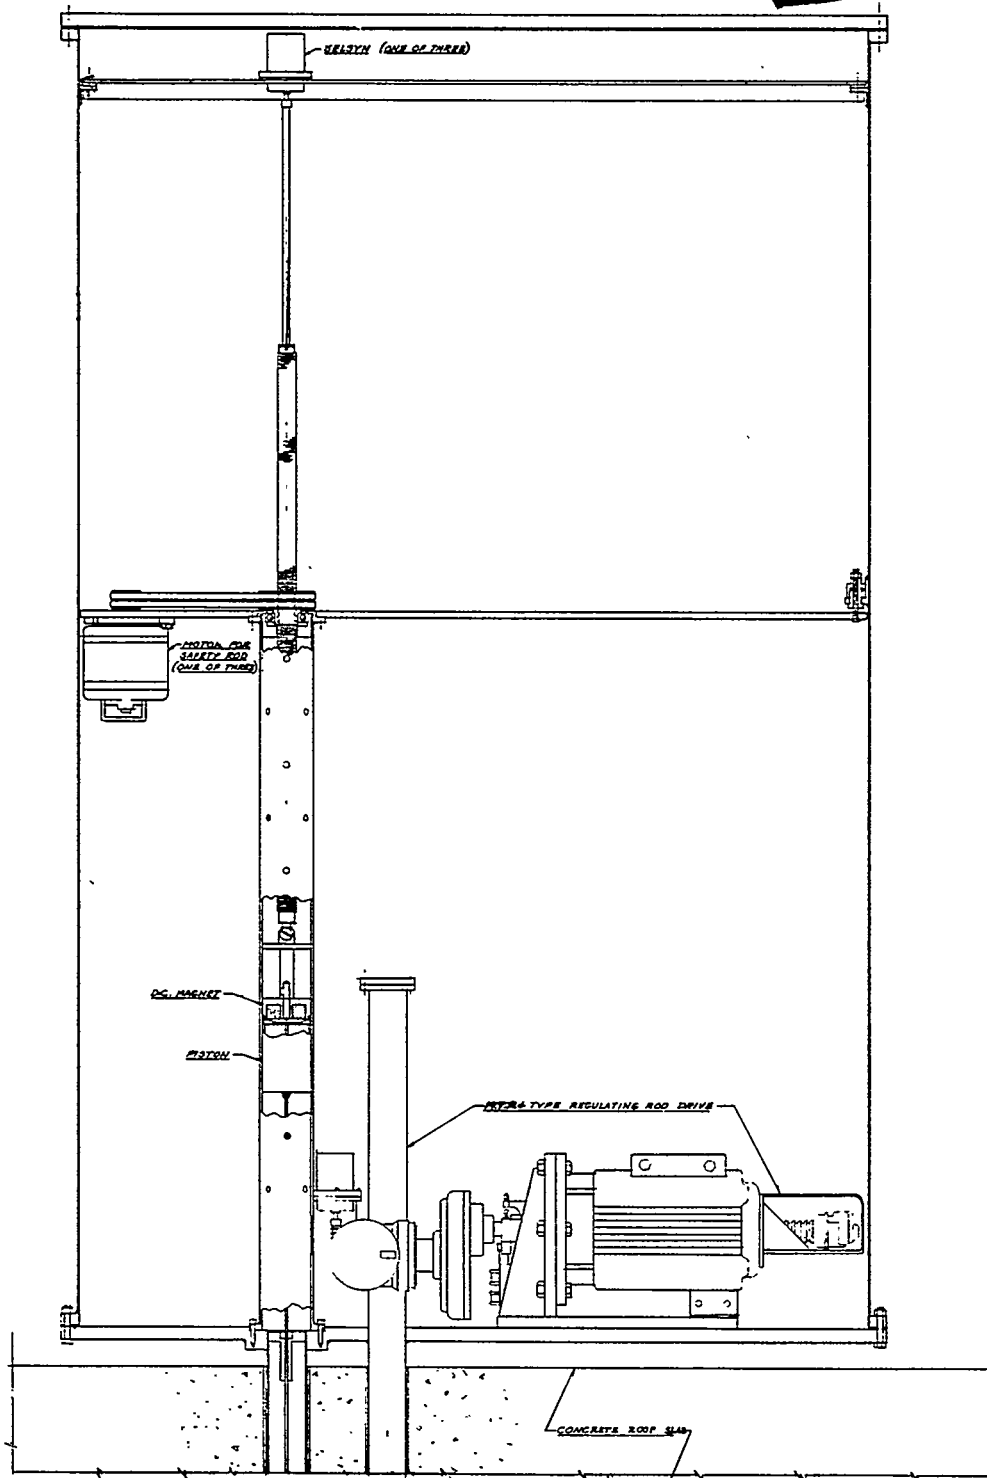 SELSYN (ONE OF THREE)
MOTOR FOR
SAFETY ROD
(ONE OF THREE)
D.C. MAGNET
PISTON
TYPE REGULATING ROD DRIVE
CONCRETE ROOF SLAB